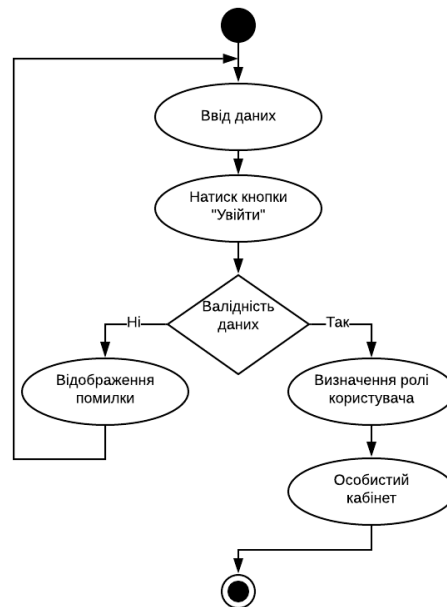 Ввід даних
Натиск кнопки
"Увійти"
Валідність
даних
Ні
Так
Відображення
помилки
Визначення ролі
користувача
Особистий
кабінет